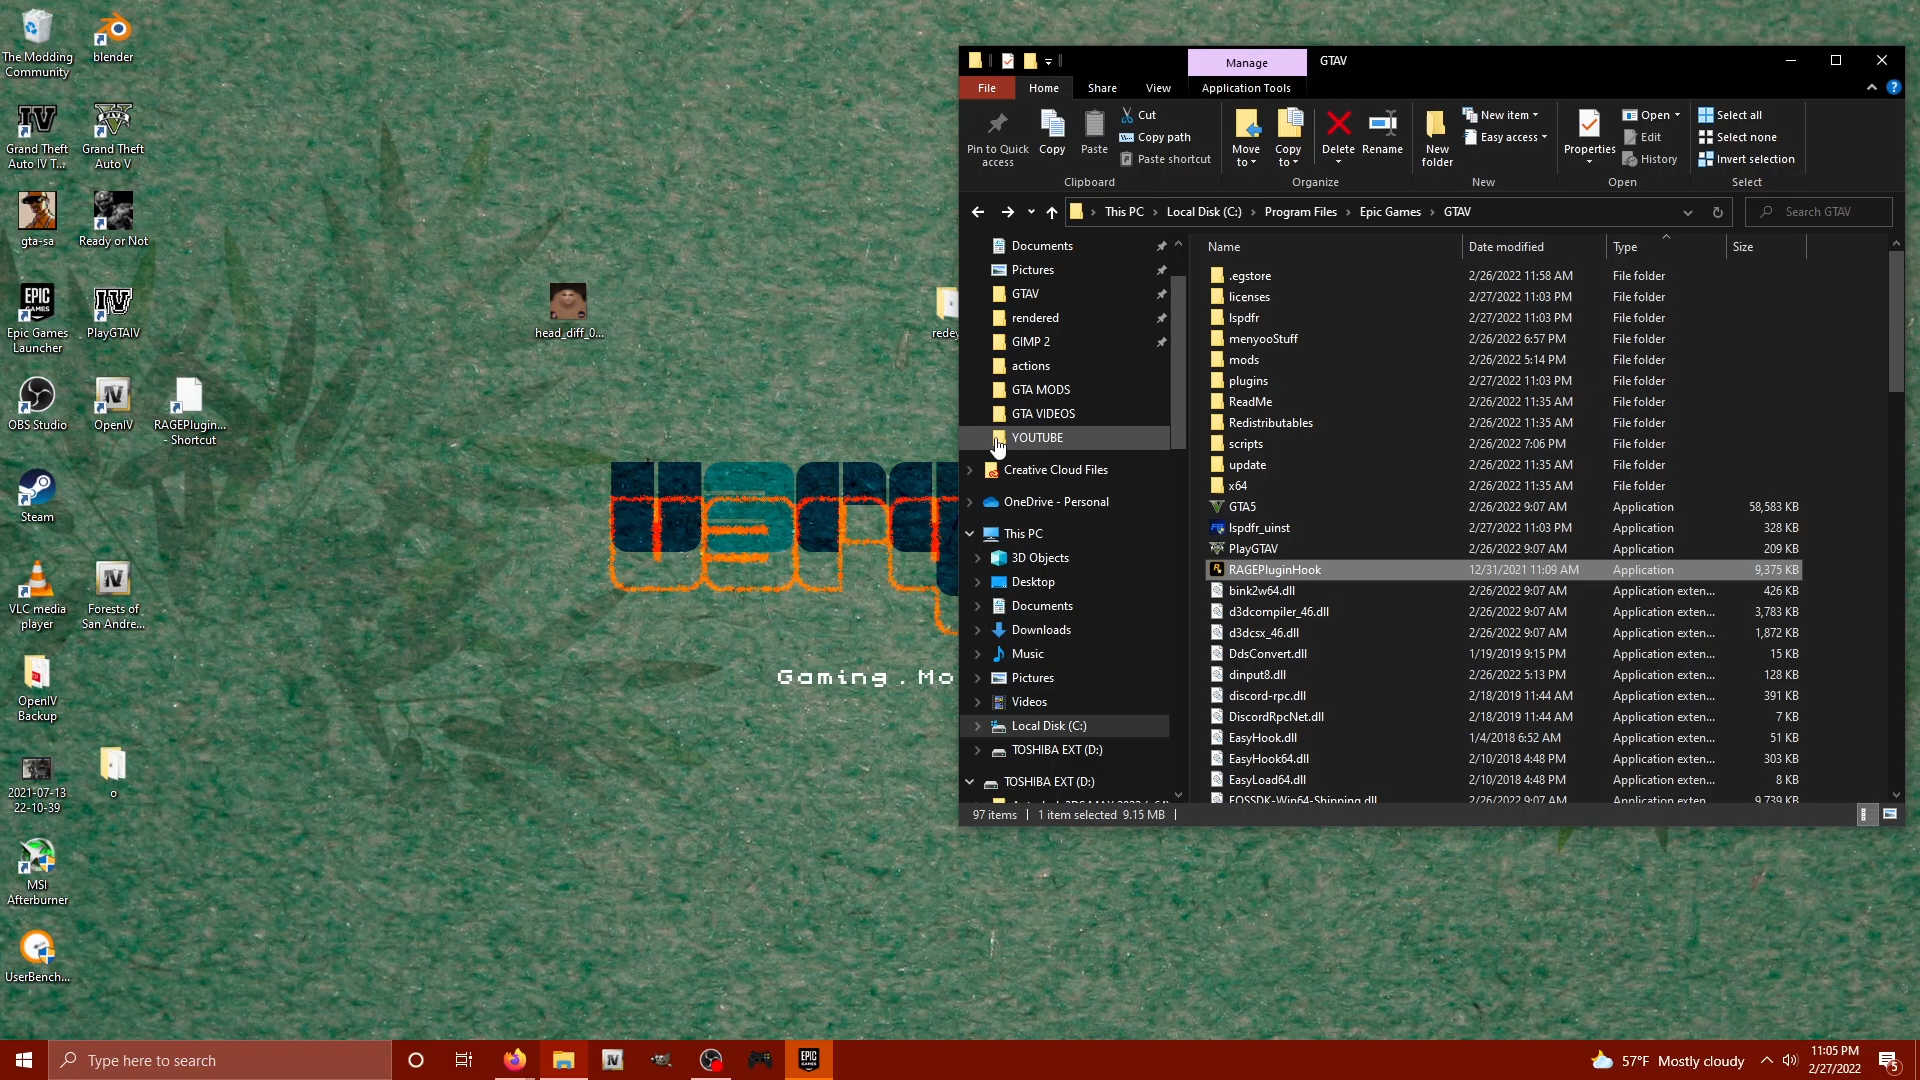 The Modding
Community
blender
Grand Theft
Auto IV T...
Grand Theft
Auto V
gta-sa
Ready or Not
EPIC
GAMES
Epic Games
Launcher
PlayGTAIV
head_diff_0...
OBS Studio
OpenIV
RAGEPlugin...
- Shortcut
Steam
VLC media
player
Forests of
San Andre...
OpenIV
Backup
2021-07-13
22-10-39
o
MSI
Afterburner
UserBench...
Gaming.Mo
Manage
GTAV
File
Home
Share
View
Application Tools
Pin to Quick
access
Copy
Paste
Cut
Copy path
Paste shortcut
Clipboard
Move
to
Copy
to
Delete
Rename
Organize
New
folder
New item
Easy access
New
Properties
Open
Edit
History
Open
Select all
Select none
Invert selection
Select
This PC
Local Disk (C:)
Program Files
Epic Games
GTAV
Search GTAV
Documents
Pictures
GTAV
rendered
GIMP 2
actions
GTA MODS
GTA VIDEOS
YOUTUBE
Creative Cloud Files
OneDrive - Personal
This PC
3D Objects
Desktop
Documents
Downloads
Music
Pictures
Videos
Local Disk (C:)
TOSHIBA EXT (D:)
TOSHIBA EXT (D:)
Name Date modified Type Size
.egstore 2/26/2022 11:58 AM File folder
licenses 2/27/2022 11:03 PM File folder
lspdfr 2/27/2022 11:03 PM File folder
menyooStuff 2/26/2022 6:57 PM File folder
mods 2/26/2022 5:14 PM File folder
plugins 2/27/2022 11:03 PM File folder
ReadMe 2/26/2022 11:35 AM File folder
Redistributables 2/26/2022 11:35 AM File folder
scripts 2/26/2022 7:06 PM File folder
update 2/26/2022 11:35 AM File folder
x64 2/26/2022 11:35 AM File folder
GTA5 2/26/2022 9:07 AM Application 58,583 KB
lspdfr_uinst 2/27/2022 11:03 PM Application 328 KB
PlayGTAV 2/26/2022 9:07 AM Application 209 KB
RAGEPluginHook 12/31/2021 11:09 AM Application 9,375 KB
bink2w64.dll 2/26/2022 9:07 AM Application exten... 426 KB
d3dcompiler_46.dll 2/26/2022 9:07 AM Application exten... 3,783 KB
d3dcsx_46.dll 2/26/2022 9:07 AM Application exten... 1,872 KB
DdsConvert.dll 1/19/2019 9:15 PM Application exten... 15 KB
dinput8.dll 2/26/2022 5:13 PM Application exten... 128 KB
discord-rpc.dll 2/18/2019 11:44 AM Application exten... 391 KB
DiscordRpcNet.dll 2/18/2019 11:44 AM Application exten... 7 KB
EasyHook.dll 1/4/2018 6:52 AM Application exten... 51 KB
EasyHook64.dll 2/10/2018 4:48 PM Application exten... 303 KB
EasyLoad64.dll 2/10/2018 4:48 PM Application exten... 8 KB
EOSSDK-Win64-Shipping.dll 2/26/2022 9:07 AM Application exten... 9,739 KB
97 items 1 item selected 9.15 MB
Type here to search
EPIC
GAMES
57°F Mostly cloudy
11:05 PM
2/27/2022
5